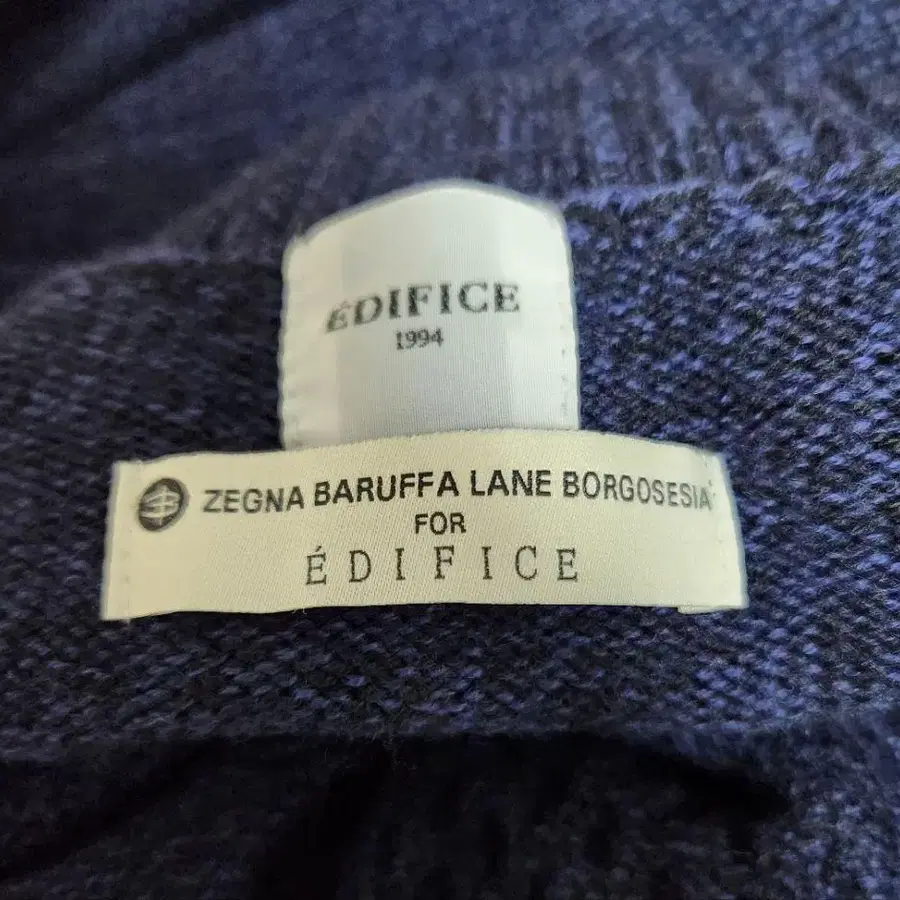 ÉDIFICE
1994
ZEGNA BARUFFA LANE BORGOSESIA
FOR
ÉDIFICE